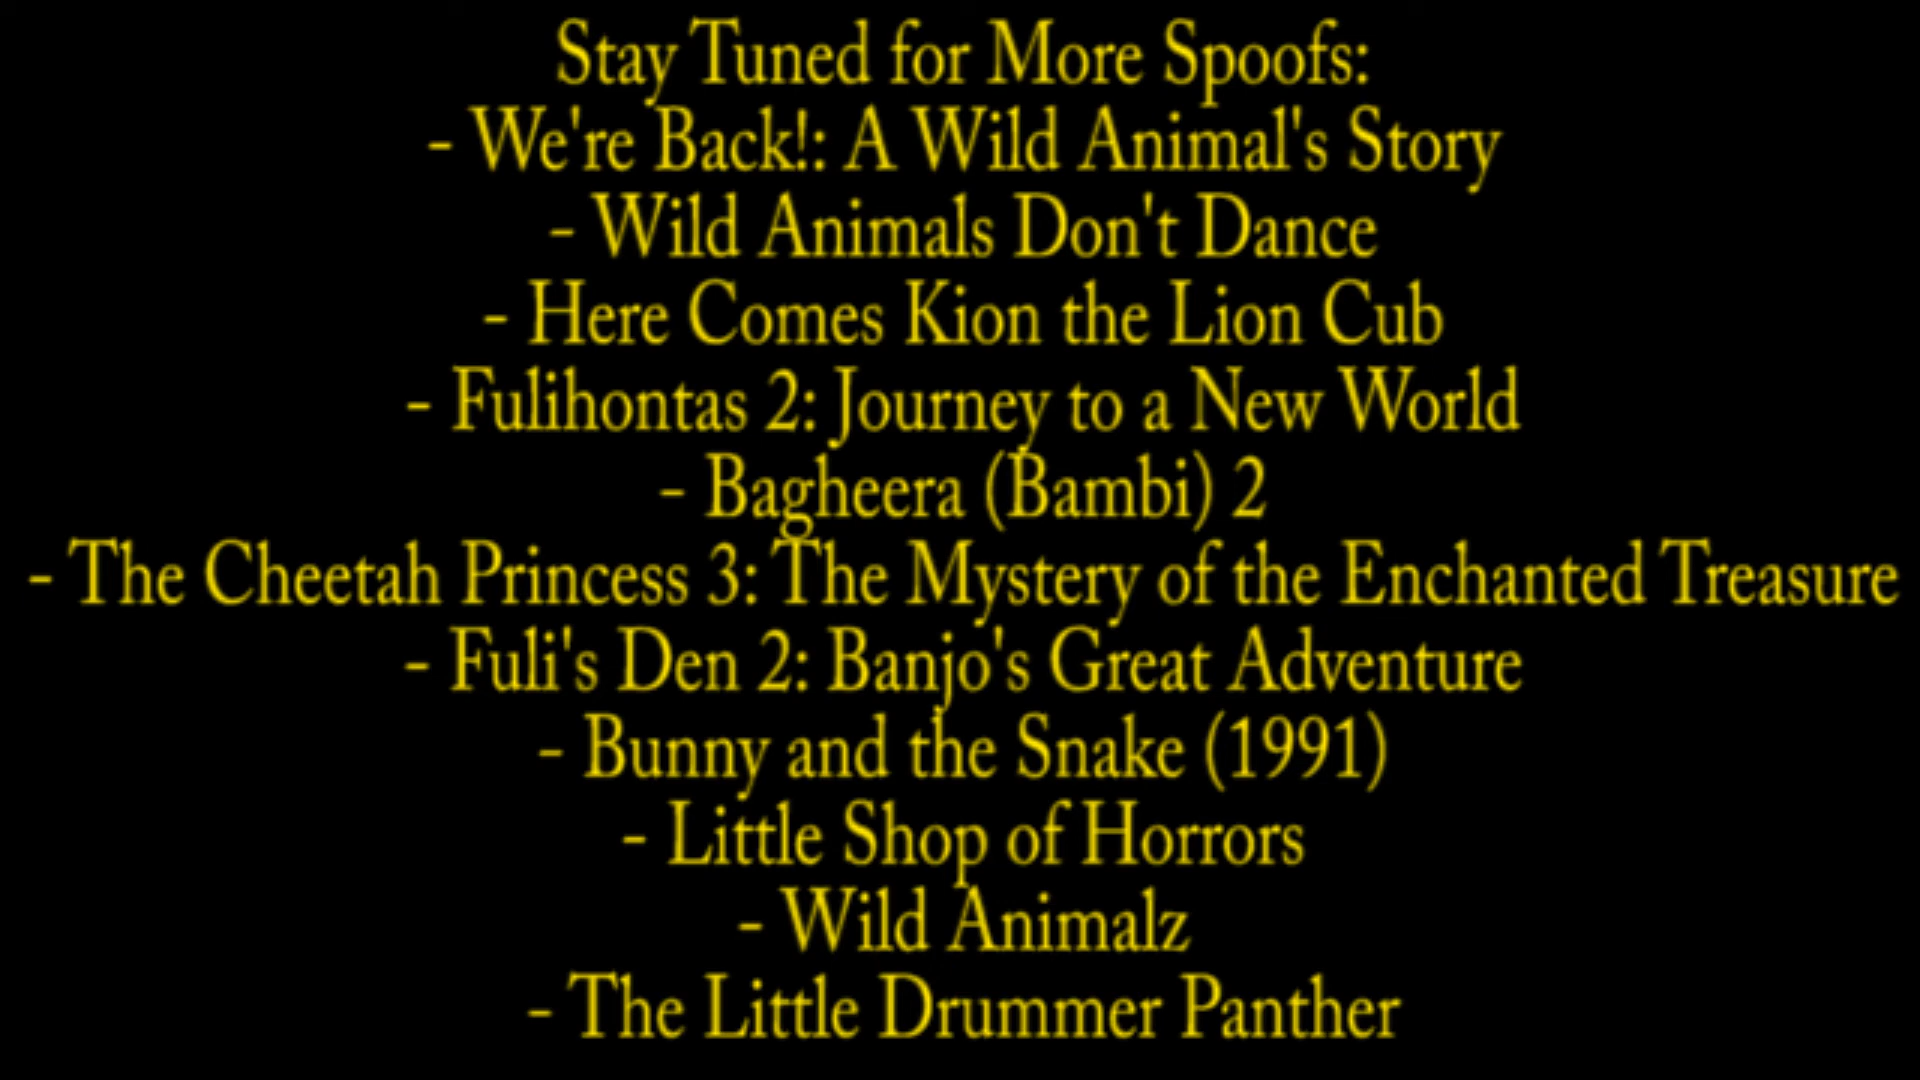 Stay Tuned for More Spoofs:
- We're Back!: A Wild Animal's Story
- Wild Animals Don't Dance
- Here Comes Kion the Lion Cub
- Fulihontas 2: Journey to a New World
- Bagheera (Bambi) 2
- The Cheetah Princess 3: The Mystery of the Enchanted Treasure
- Fuli's Den 2: Banjo's Great Adventure
- Bunny and the Snake (1991)
- Little Shop of Horrors
- Wild Animalz
- The Little Drummer Panther